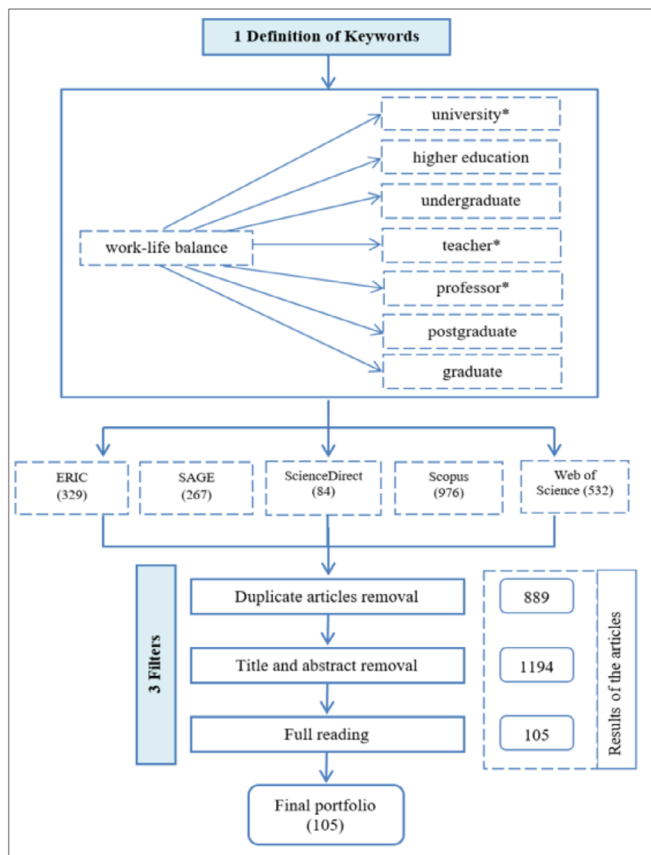 1 Definition of Keywords
university*
higher education
undergraduate
work-life balance
teacher*
professor*
postgraduate
graduate
ERIC
(329)
SAGE
(267)
ScienceDirect
(84)
Scopus
(976)
Web of
Science (532)
3 Filters
Duplicate articles removal
889
Title and abstract removal
1194
Full reading
105
Results of the articles
Final portfolio
(105)